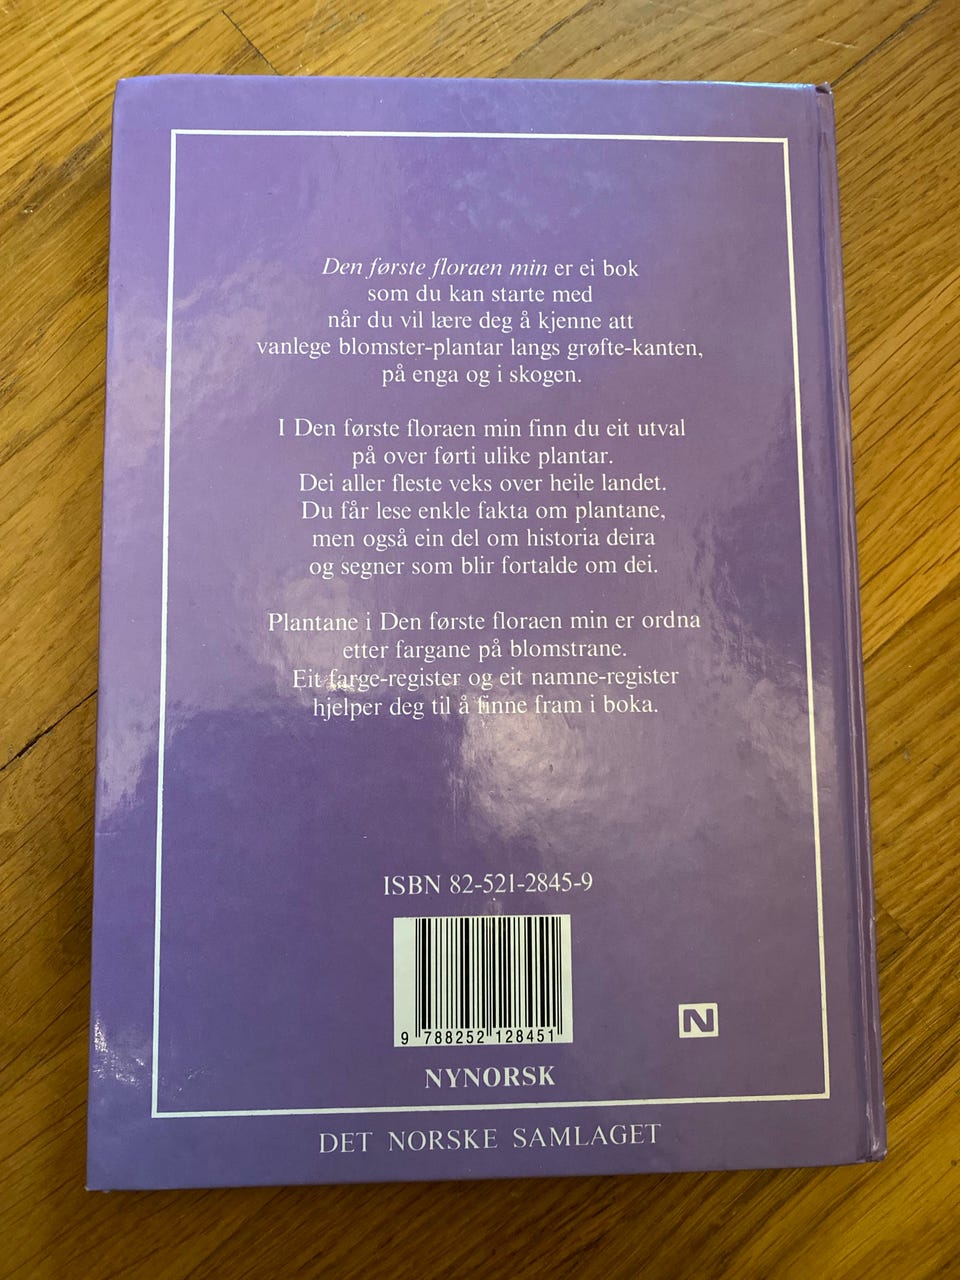 Den første floraen min er ei bok
som du kan starte med
når du vil lære deg å kjenne att
vanlege blomster-plantar langs grøfte-kanten,
på enga og i skogen.
I Den første floraen min finn du eit utval
på over førti ulike plantar.
Dei aller fleste veks over heile landet.
Du får lese enkle fakta om plantane,
men også ein del om historia deira
og segner som blir fortalde om dei.
Plantane i Den første floraen min er ordna
etter fargane på blomstrane.
Eit farge-register og eit namne-register
hjelper deg til å finne fram i boka.
ISBN 82-521-2845-9
9 788252 128451
N
NYNORSK
DET NORSKE SAMLAGET